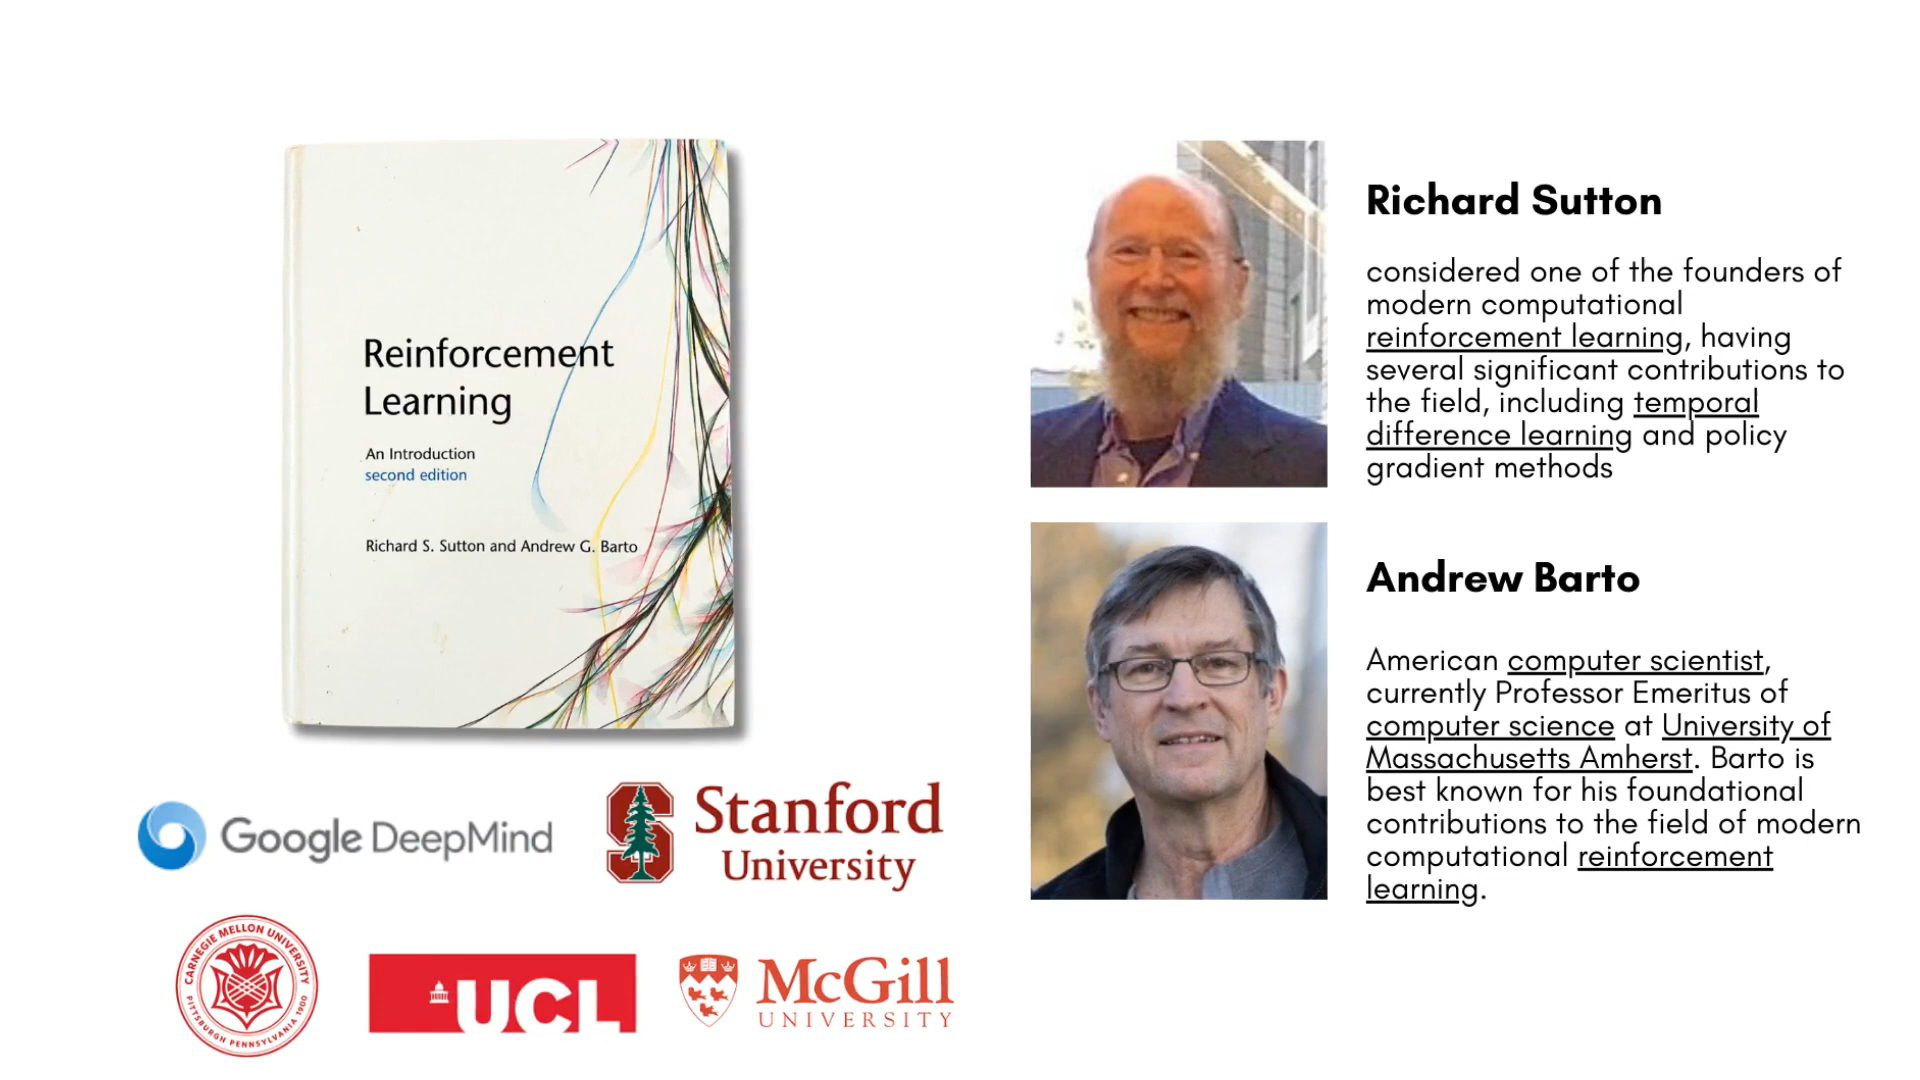 Reinforcement
Learning
An Introduction
second edition
Richard S. Sutton and Andrew G. Barto
Google DeepMind
Stanford
University
CARNEGIE MELLON UNIVERSITY
PITTSBURGH PENNSYLVANIA 1900
UCL
McGill
UNIVERSITY
Richard Sutton
considered one of the founders of
modern computational
reinforcement learning, having
several significant contributions to
the field, including temporal
difference learning and policy
gradient methods
Andrew Barto
American computer scientist,
currently Professor Emeritus of
computer science at University of
Massachusetts Amherst. Barto is
best known for his foundational
contributions to the field of modern
computational reinforcement
learning.